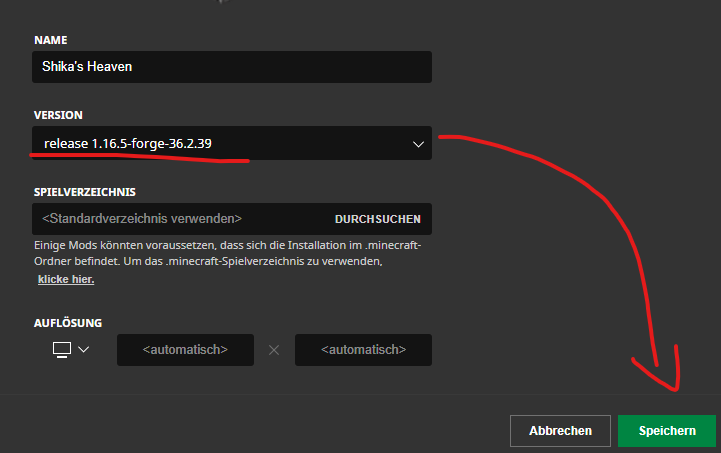 NAME
Shika's Heaven
VERSION
release 1.16.5-forge-36.2.39
SPIELVERZEICHNIS
<Standardverzeichnis verwenden> DURCHSUCHEN
Einige Mods könnten voraussetzen, dass sich die Installation im .minecraft-
Ordner befindet. Um das .minecraft-Spielverzeichnis zu verwenden,
klicke hier.
AUFLÖSUNG
<automatisch> <automatisch>
Abbrechen Speichern